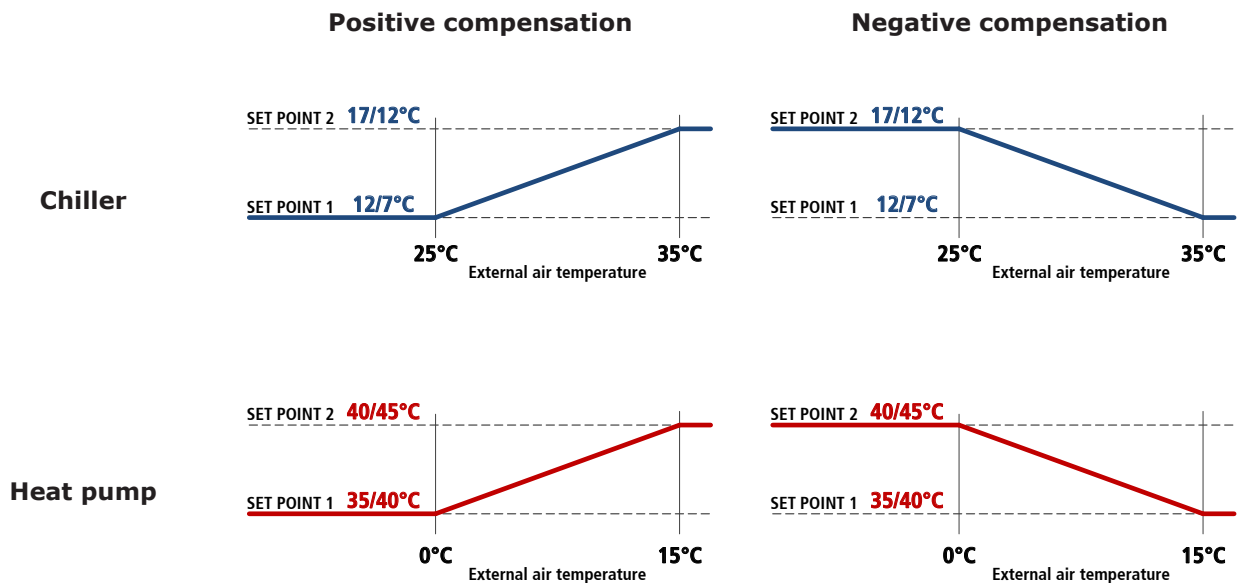 Positive compensation
Negative compensation
Chiller
SET POINT 2 17/12°C
SET POINT 1 12/7°C
25°C 35°C
External air temperature
SET POINT 2 17/12°C
SET POINT 1 12/7°C
25°C 35°C
External air temperature
Heat pump
SET POINT 2 40/45°C
SET POINT 1 35/40°C
0°C 15°C
External air temperature
SET POINT 2 40/45°C
SET POINT 1 35/40°C
0°C 15°C
External air temperature